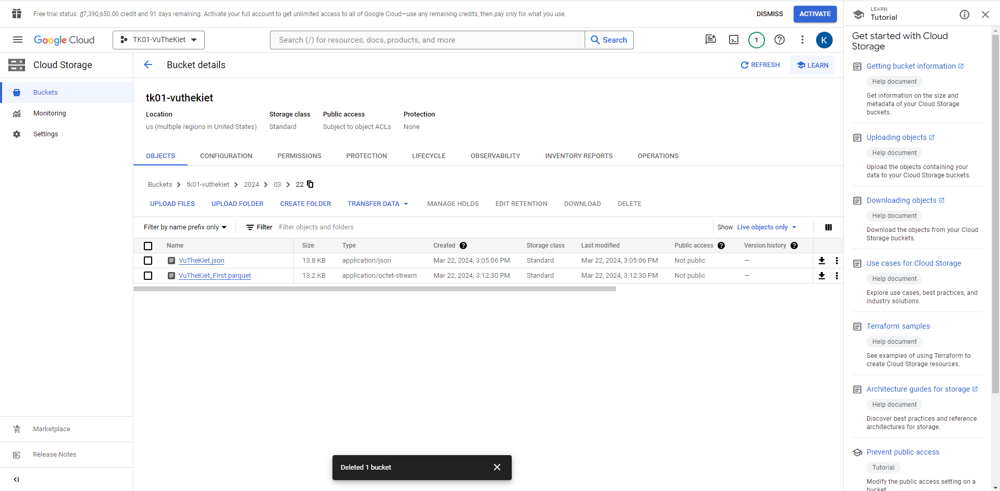 Free trial status: ₫7,390,650.00 credit and 91 days remaining. Activate your full account to get unlimited access to all of Google Cloud—use any remaining credits, then pay only for what you use.
DISMISS
ACTIVATE
LEARN
Tutorial
Google Cloud
TK01-VuTheKiet
Search (/) for resources, docs, products, and more
Search
1
K
Cloud Storage
Buckets
Monitoring
Settings
Marketplace
Release Notes
Bucket details
REFRESH
LEARN
tk01-vuthekiet
Location Storage class Public access Protection
us (multiple regions in United States) Standard Subject to object ACLs None
OBJECTS CONFIGURATION PERMISSIONS PROTECTION LIFECYCLE OBSERVABILITY INVENTORY REPORTS OPERATIONS
Buckets > tk01-vuthekiet > 2024 > 03 > 22
UPLOAD FILES UPLOAD FOLDER CREATE FOLDER TRANSFER DATA MANAGE HOLDS EDIT RETENTION DOWNLOAD DELETE
Filter by name prefix only Filter Filter objects and folders Show Live objects only
Name Size Type Created Storage class Last modified Public access Version history
VuTheKiet.json 13.8 KB application/json Mar 22, 2024, 3:05:06 PM Standard Mar 22, 2024, 3:05:06 PM Not public —
VuTheKiet_First.parquet 13.2 KB application/octet-stream Mar 22, 2024, 3:12:30 PM Standard Mar 22, 2024, 3:12:30 PM Not public —
Deleted 1 bucket
Get started with Cloud
Storage
Getting bucket information
Help document
Get information on the size and
metadata of your Cloud Storage
buckets.
Uploading objects
Help document
Upload the objects containing your
data to your Cloud Storage buckets.
Downloading objects
Help document
Download the objects from your Cloud
Storage buckets.
Use cases for Cloud Storage
Help document
Explore use cases, best practices, and
industry solutions.
Terraform samples
Help document
See examples of using Terraform to
create Cloud Storage resources.
Architecture guides for storage
Help document
Discover best practices and reference
architectures for storage.
Prevent public access
Tutorial
Modify the public access setting on a
bucket